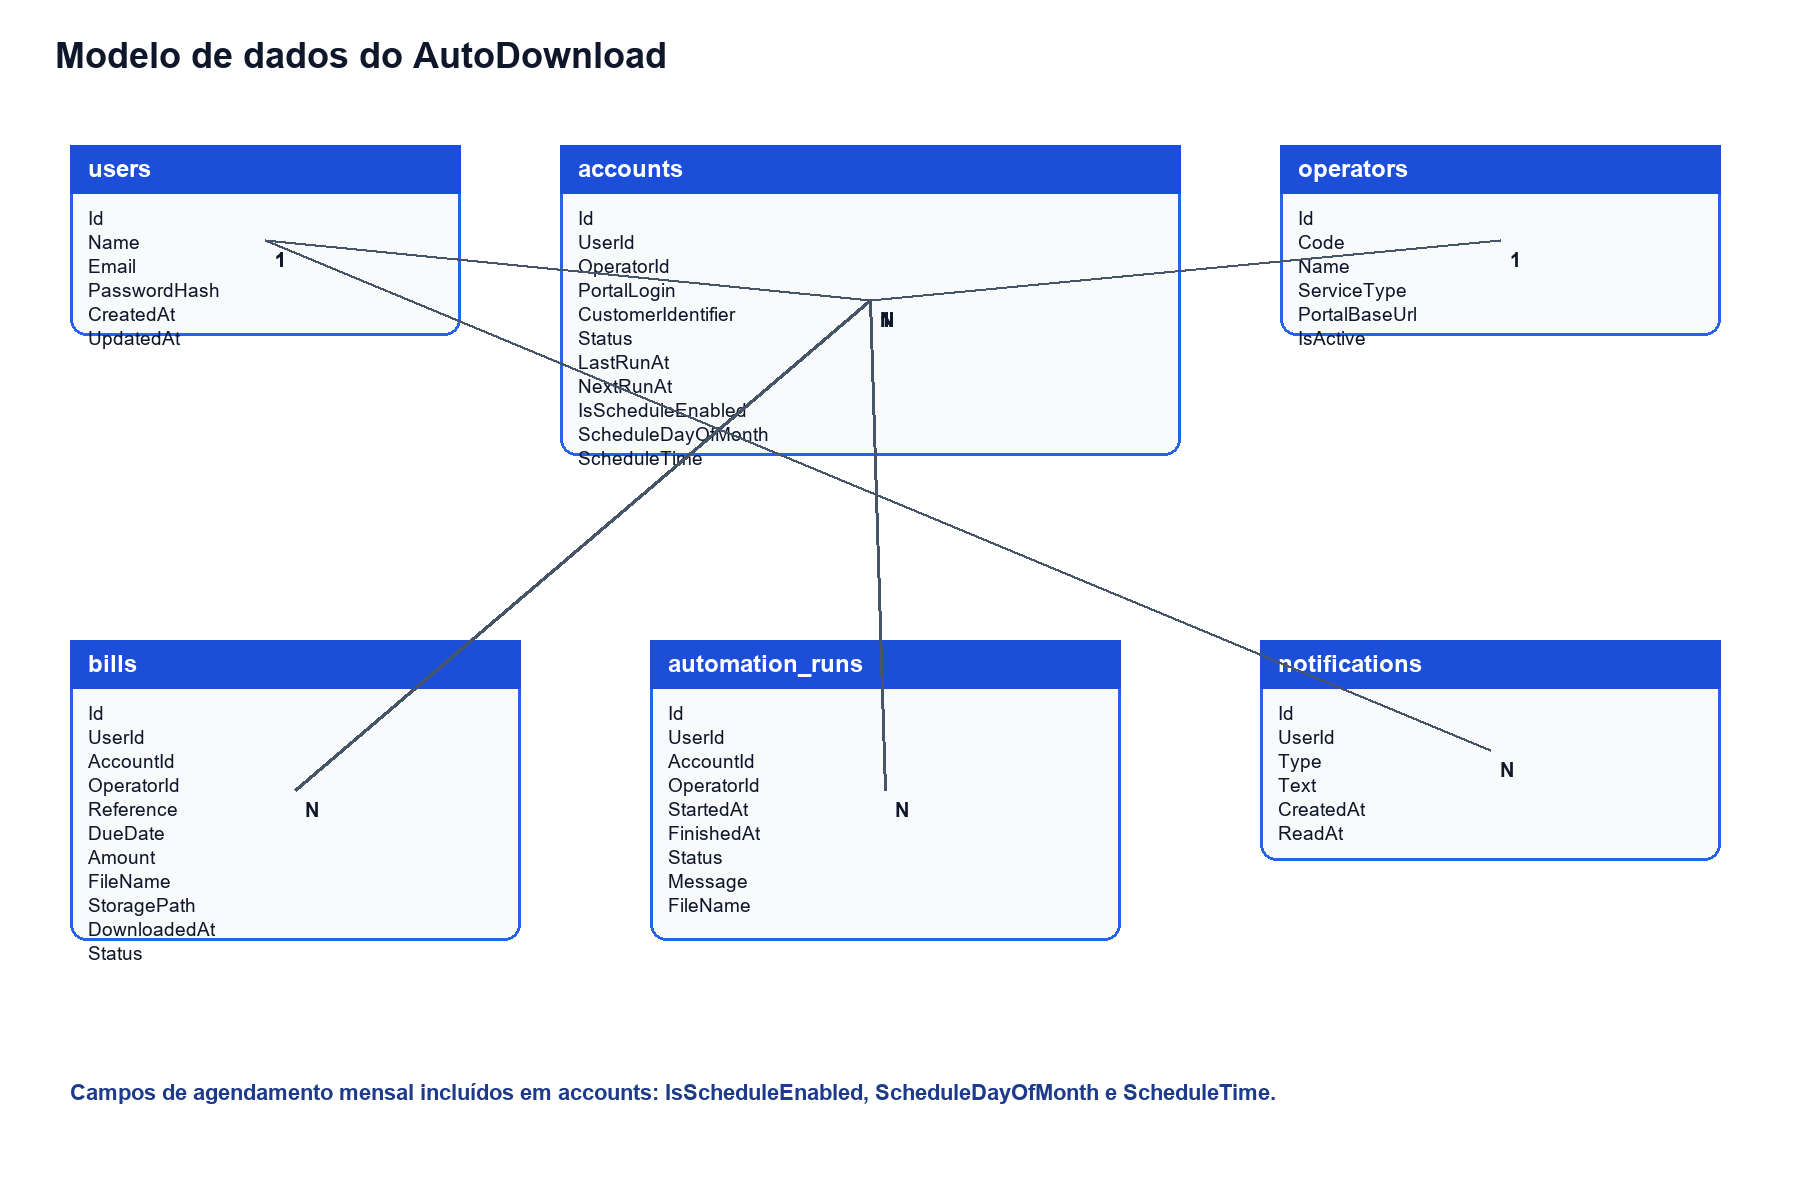 Modelo de dados do AutoDownload
users
Id
Name
Email
PasswordHash
CreatedAt
UpdatedAt
1
accounts
Id
UserId
OperatorId
PortalLogin
CustomerIdentifier
Status
LastRunAt
NextRunAt
IsScheduleEnabled
ScheduleDayOfMonth
ScheduleTime
N
operators
Id
Code
Name
ServiceType
PortalBaseUrl
IsActive
1
bills
Id
UserId
AccountId
OperatorId
Reference
DueDate
Amount
FileName
StoragePath
DownloadedAt
Status
N
automation_runs
Id
UserId
AccountId
OperatorId
StartedAt
FinishedAt
Status
Message
FileName
N
notifications
Id
UserId
Type
Text
CreatedAt
ReadAt
N
Campos de agendamento mensal incluídos em accounts: IsScheduleEnabled, ScheduleDayOfMonth e ScheduleTime.